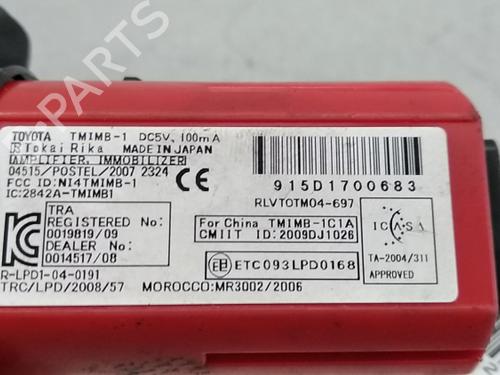 TOYOTA TMIMB-1 DC5V, 100mA
Tokai Rika MADE IN JAPAN
AMPLIFIER, IMMOBILIZER
04515/POSTEL/2007 2324
FCC ID:NI4TMIMB-1
IC:2842A-TMIMB1
TRA
REGISTERED No:
0019819/09
DEALER No:
0014517/08
R-LPD1-04-0191
TRC/LPD/2008/57
MOROCCO:MR3002/2006
915D1700683
RLVTOTM04-697
For China TMIMB-1C1A
CMIIT ID:2009DJ1026
ETC093LPD0168
ICASA
TA-2004/311
APPROVED
B-PARTS